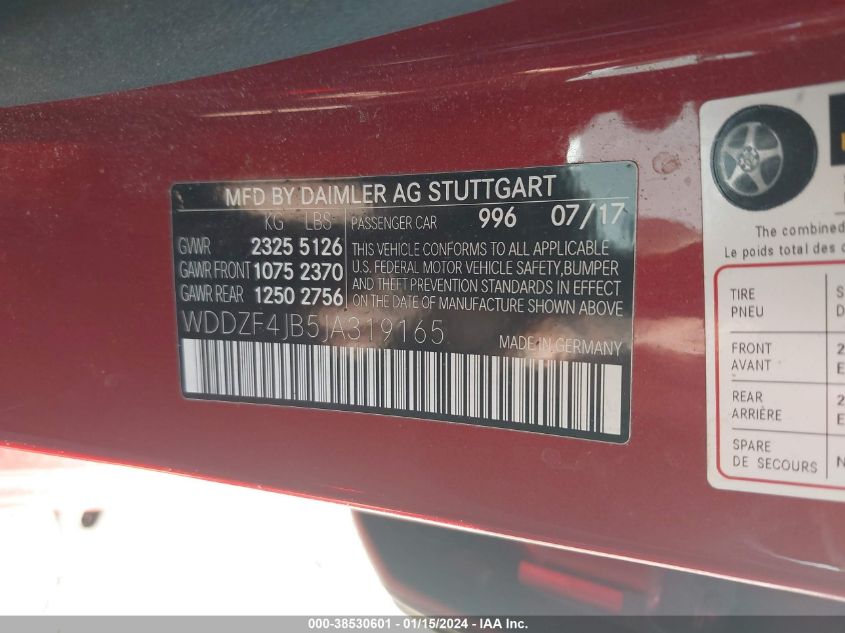 MFD BY DAIMLER AG STUTTGART
KG LBS PASSENGER CAR 996 07/17
GVWR 2325 5126
GAWR FRONT 1075 2370
GAWR REAR 1250 2756
THIS VEHICLE CONFORMS TO ALL APPLICABLE
U.S. FEDERAL MOTOR VEHICLE SAFETY,BUMPER
AND THEFT PREVENTION STANDARDS IN EFFECT
ON THE DATE OF MANUFACTURE SHOWN ABOVE
WDDZF4JB5JA319165
MADE IN GERMANY
The combined
Le poids total des
TIRE
PNEU
FRONT
AVANT
REAR
ARRIÈRE
SPARE
DE SECOURS
000-38530601 - 01/15/2024 - IAA Inc.